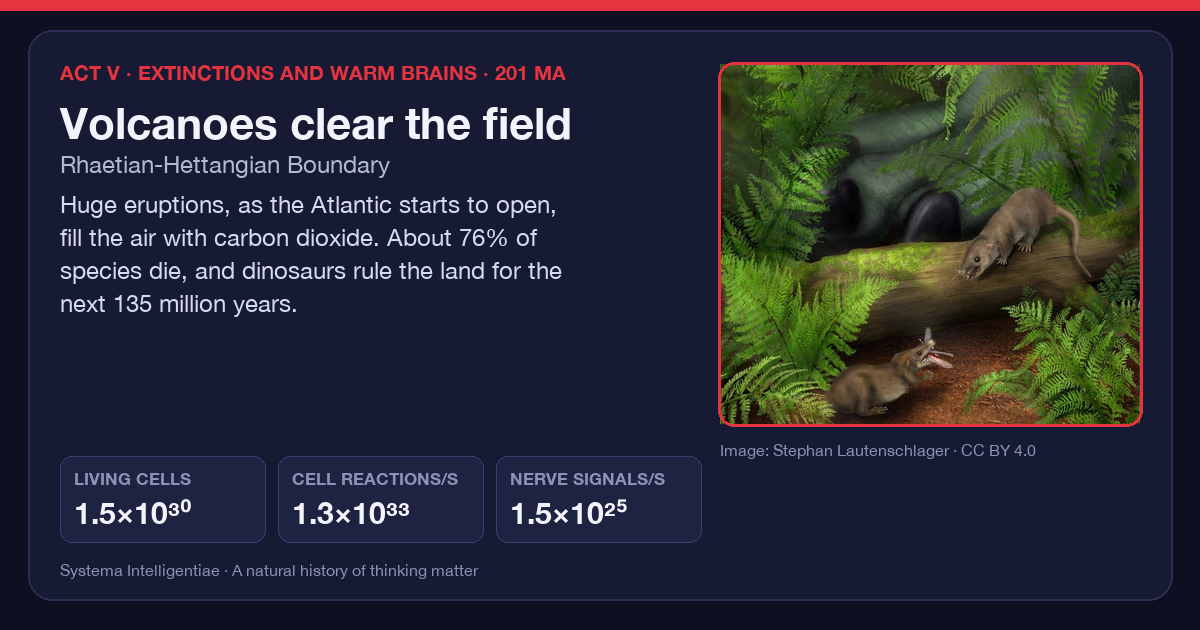 ACT V · EXTINCTIONS AND WARM BRAINS · 201 MA
Volcanoes clear the field
Rhaetian-Hettangian Boundary
Huge eruptions, as the Atlantic starts to open,
fill the air with carbon dioxide. About 76% of
species die, and dinosaurs rule the land for the
next 135 million years.
Image: Stephan Lautenschlager · CC BY 4.0
LIVING CELLS
1.5×10³⁰
CELL REACTIONS/S
1.3×10³³
NERVE SIGNALS/S
1.5×10²⁵
Systema Intelligentiae · A natural history of thinking matter